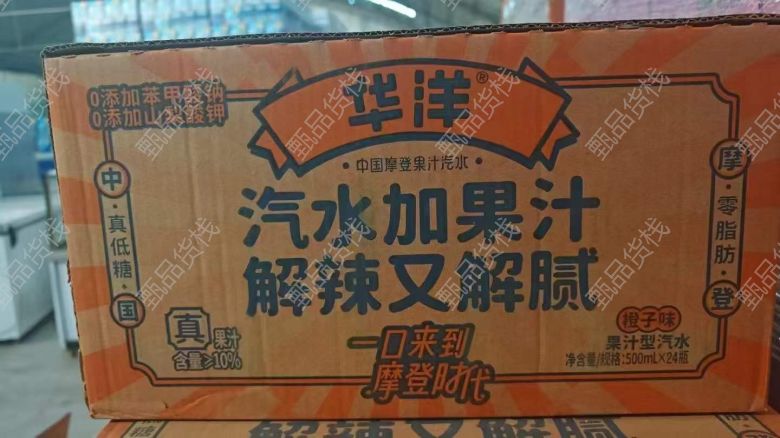 华洋®
0添加苯甲酸钠
0添加山梨酸钾
·中国摩登果汁汽水·
汽水加果汁
解辣又解腻
中·真低糖·国
摩·零脂肪·登
真果汁
含量≥10%
一口来到
摩登时代
橙子味
果汁型汽水
净含量/规格:500mL×24瓶
甄品货栈